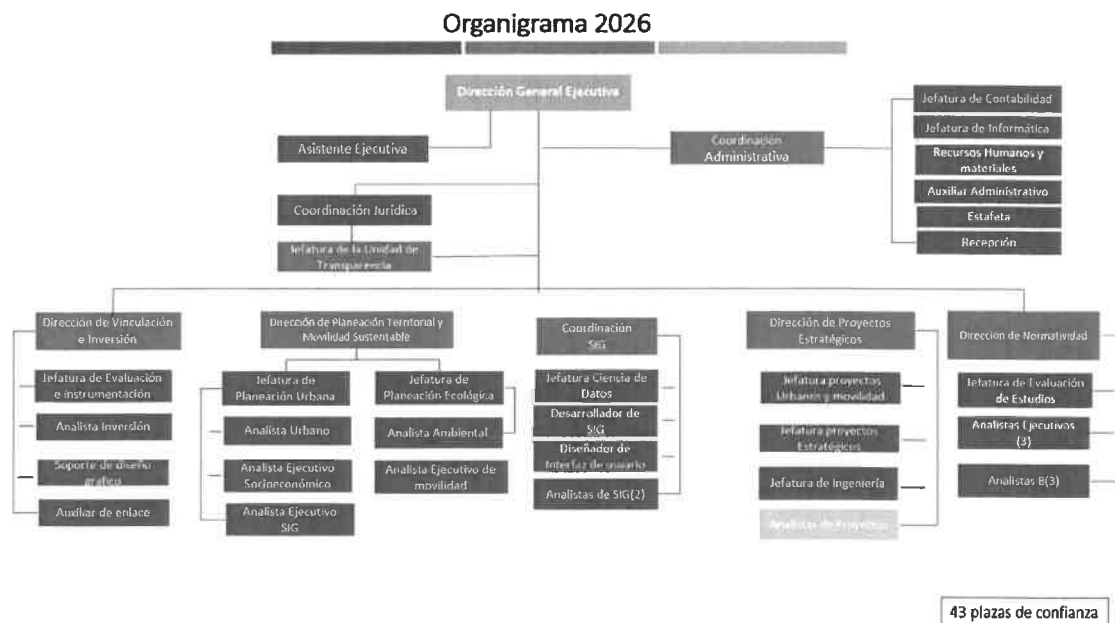 Organigrama 2026
Dirección General Ejecutiva
Asistente Ejecutiva
Coordinación
Administrativa
Jefatura de Contabilidad
Jefatura de Informática
Recursos Humanos y
materiales
Auxiliar Administrativo
Estafeta
Recepción
Coordinación Jurídica
Jefatura de la Unidad de
Transparencia
Dirección de Vinculación
e Inversión
Jefatura de Evaluación
e instrumentación
Analista Inversión
Soporte de diseño
grafico
Auxiliar de enlace
Dirección de Planeación Territorial y
Movilidad Sustentable
Jefatura de
Planeación Urbana
Analista Urbano
Analista Ejecutivo
Socioeconómico
Analista Ejecutivo
SIG
Jefatura de
Planeación Ecológica
Analista Ambiental
Analista Ejecutivo de
movilidad
Coordinación
SIG
Jefatura Ciencia de
Datos
Desarrollador de
SIG
Diseñador de
Interfaz de usuario
Analistas de SIG(2)
Dirección de Proyectos
Estratégicos
Jefatura proyectos
Urbanos y movilidad
Jefatura proyectos
Estratégicos
Jefatura de Ingeniería
Analistas de Proyectos
Dirección de Normatividad
Jefatura de Evaluación
de Estudios
Analistas Ejecutivos
(3)
Analistas B(3)
43 plazas de confianza